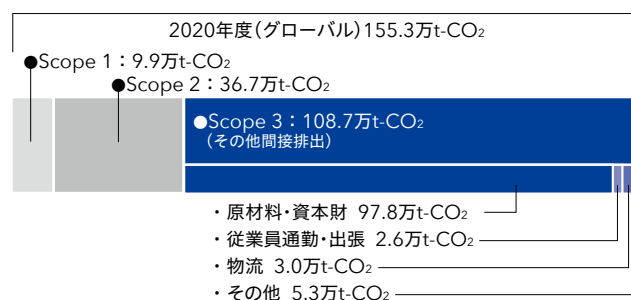 2020年度(グローバル)155.3万t-CO₂
●Scope 1：9.9万t-CO₂
●Scope 2：36.7万t-CO₂
●Scope 3：108.7万t-CO₂
(その他間接排出)
・原材料・資本財 97.8万t-CO₂
・従業員通勤・出張 2.6万t-CO₂
・物流 3.0万t-CO₂
・その他 5.3万t-CO₂